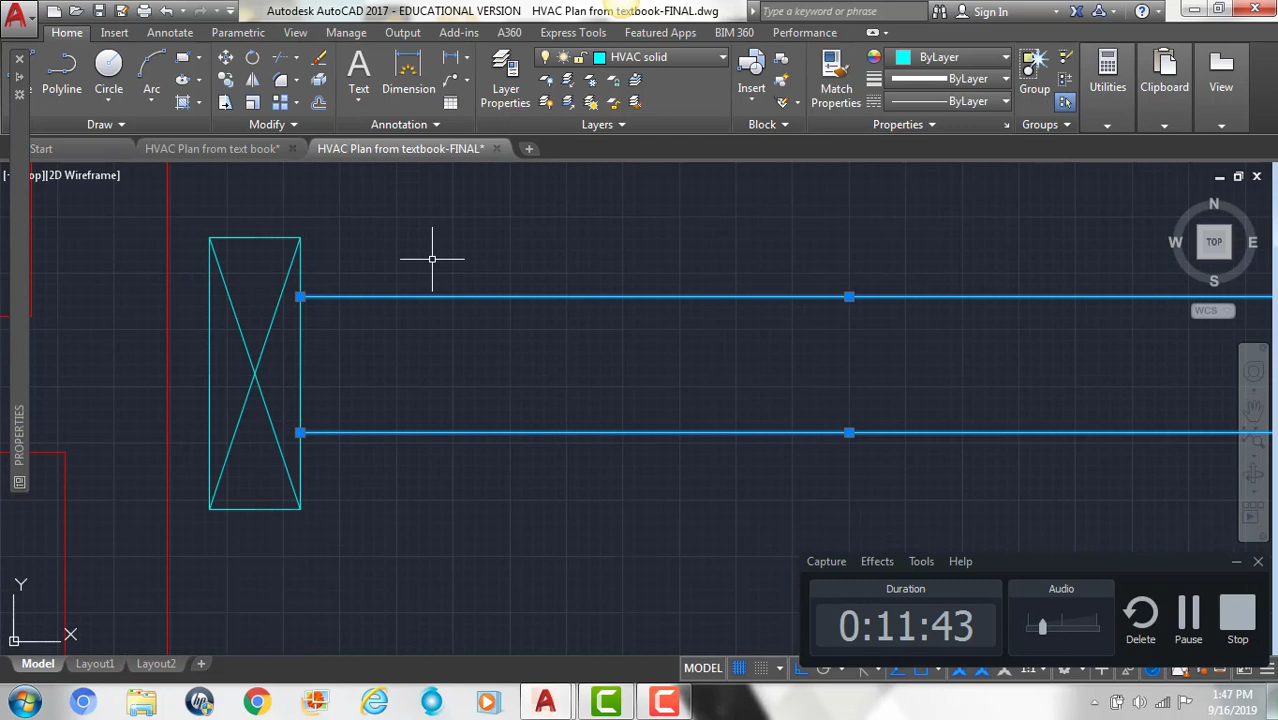 Autodesk AutoCAD 2017 - EDUCATIONAL VERSION HVAC Plan from textbook-FINAL.dwg
Type a keyword or phrase
Sign In
Home Insert Annotate Parametric View Manage Output Add-ins A360 Express Tools Featured Apps BIM 360 Performance
HVAC solid
ByLayer
ByLayer
ByLayer
Polyline Circle Arc
Text Dimension
Layer Properties
Insert
Match Properties
Group
Utilities Clipboard View
Draw Modify Annotation Layers Block Properties Groups
Start HVAC Plan from text book* HVAC Plan from textbook-FINAL*
op][2D Wireframe]
N
W TOP E
S
WCS
PROPERTIES
Y
X
Capture Effects Tools Help
Duration Audio
0:11:43
Delete Pause Stop
Model Layout1 Layout2
MODEL
1:1
1:47 PM
9/16/2019